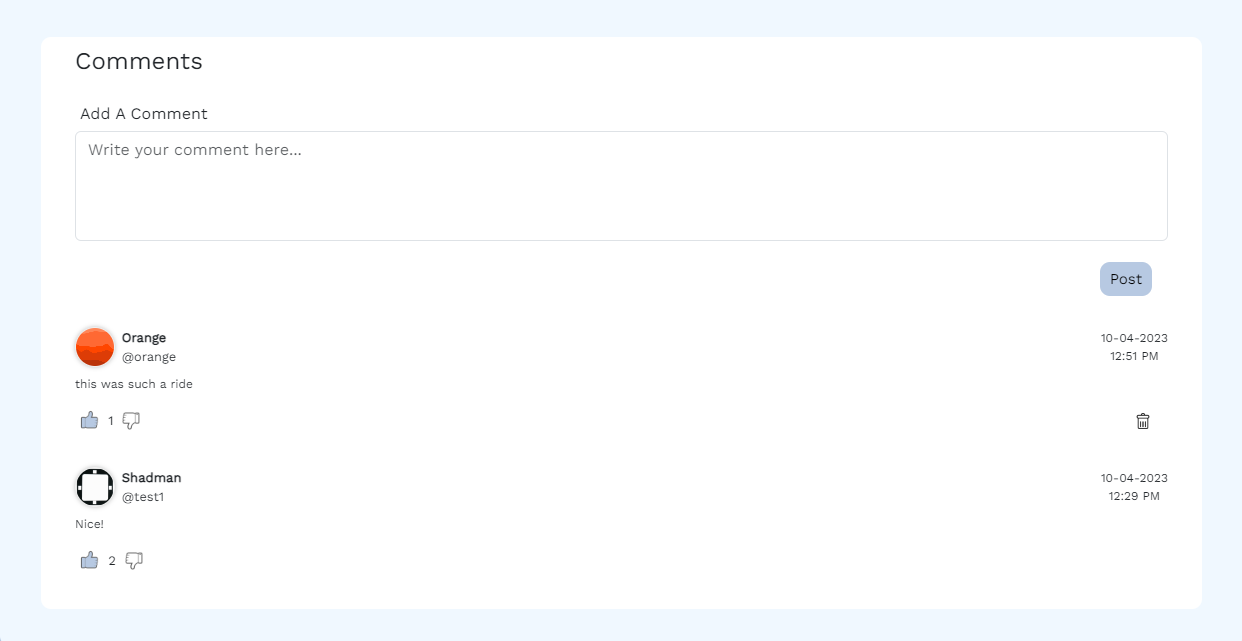 Comments
Add A Comment
Write your comment here...
Post
Orange
10-04-2023
@orange
12:51 PM
this was such a ride
1
Shadman
10-04-2023
@test1
12:29 PM
Nice!
2